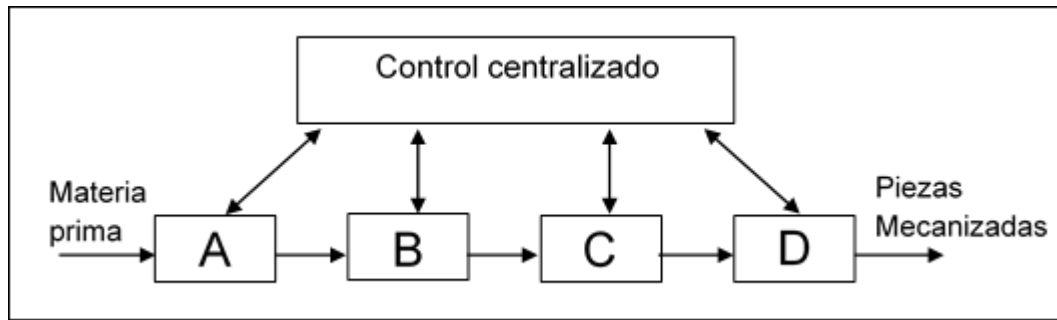 Control centralizado
Materia
prima
A
B
C
D
Piezas
Mecanizadas